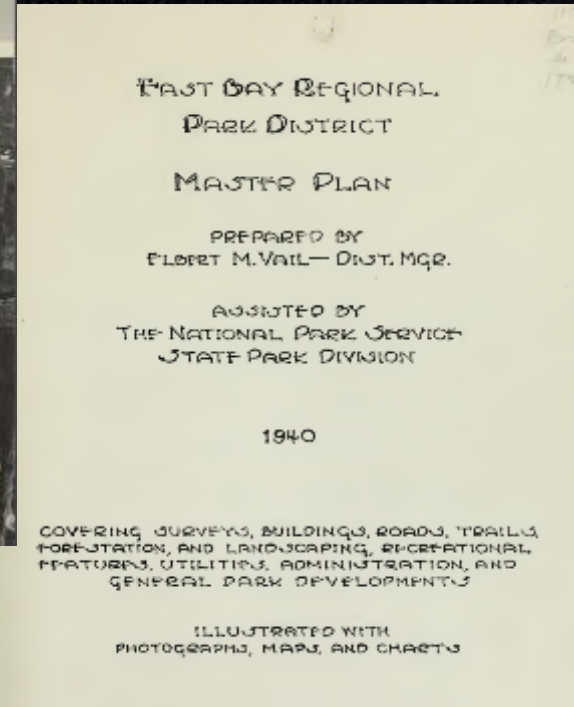 EAST BAY REGIONAL
PARK DISTRICT
MASTER PLAN
PREPARED BY
ELBERT M. VAIL — DIST. MGR.
ASSISTED BY
THE NATIONAL PARK SERVICE
STATE PARK DIVISION
1940
COVERING SURVEYS, BUILDINGS, ROADS, TRAILS,
FORESTATION, AND LANDSCAPING, RECREATIONAL
FEATURES, UTILITIES, ADMINISTRATION, AND
GENERAL PARK DEVELOPMENTS
ILLUSTRATED WITH
PHOTOGRAPHS, MAPS, AND CHARTS